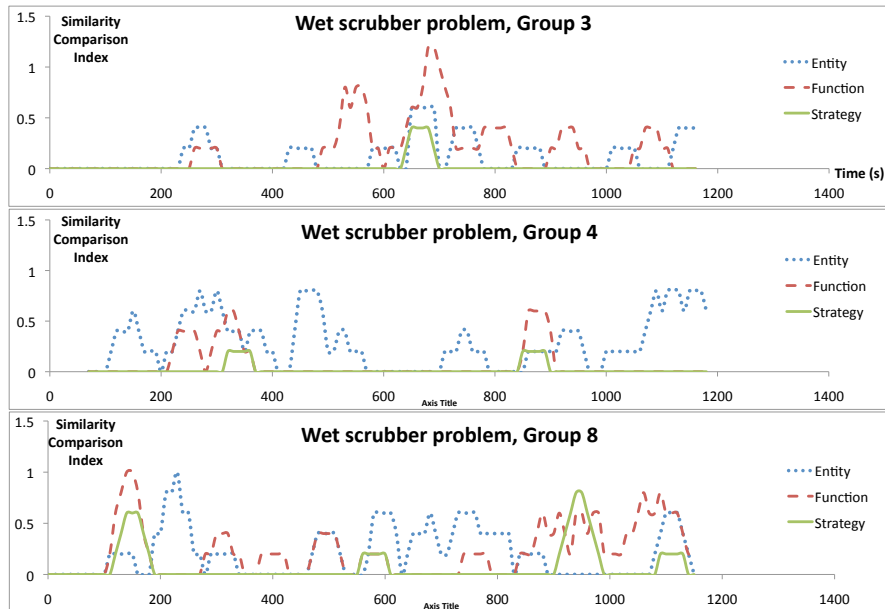 Wet scrubber problem, Group 3
Similarity
Comparison
Index
1.5
1
0.5
0
0 200 400 600 800 1000 1200 1400
Time (s)
Entity
Function
Strategy
Wet scrubber problem, Group 4
Similarity
Comparison
Index
1.5
1
0.5
0
0 200 400 600 800 1000 1200 1400
Axis Title
Entity
Function
Strategy
Wet scrubber problem, Group 8
Similarity
Comparison
Index
1.5
1
0.5
0
0 200 400 600 800 1000 1200 1400
Axis Title
Entity
Function
Strategy